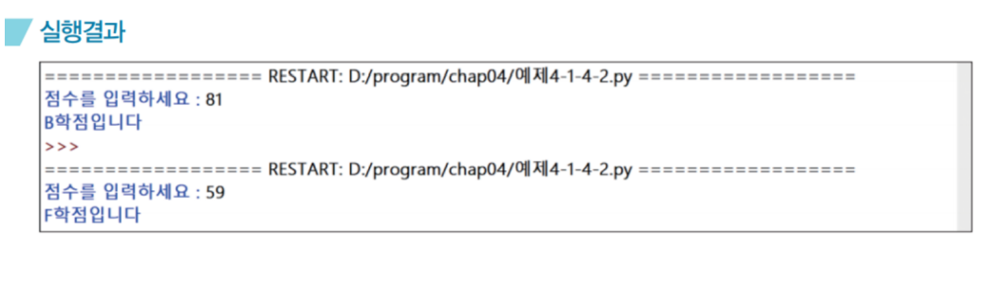 실행결과
================== RESTART: D:/program/chap04/예제4-1-4-2.py ==================
점수를 입력하세요 : 81
B학점입니다
>>>
================== RESTART: D:/program/chap04/예제4-1-4-2.py ==================
점수를 입력하세요 : 59
F학점입니다